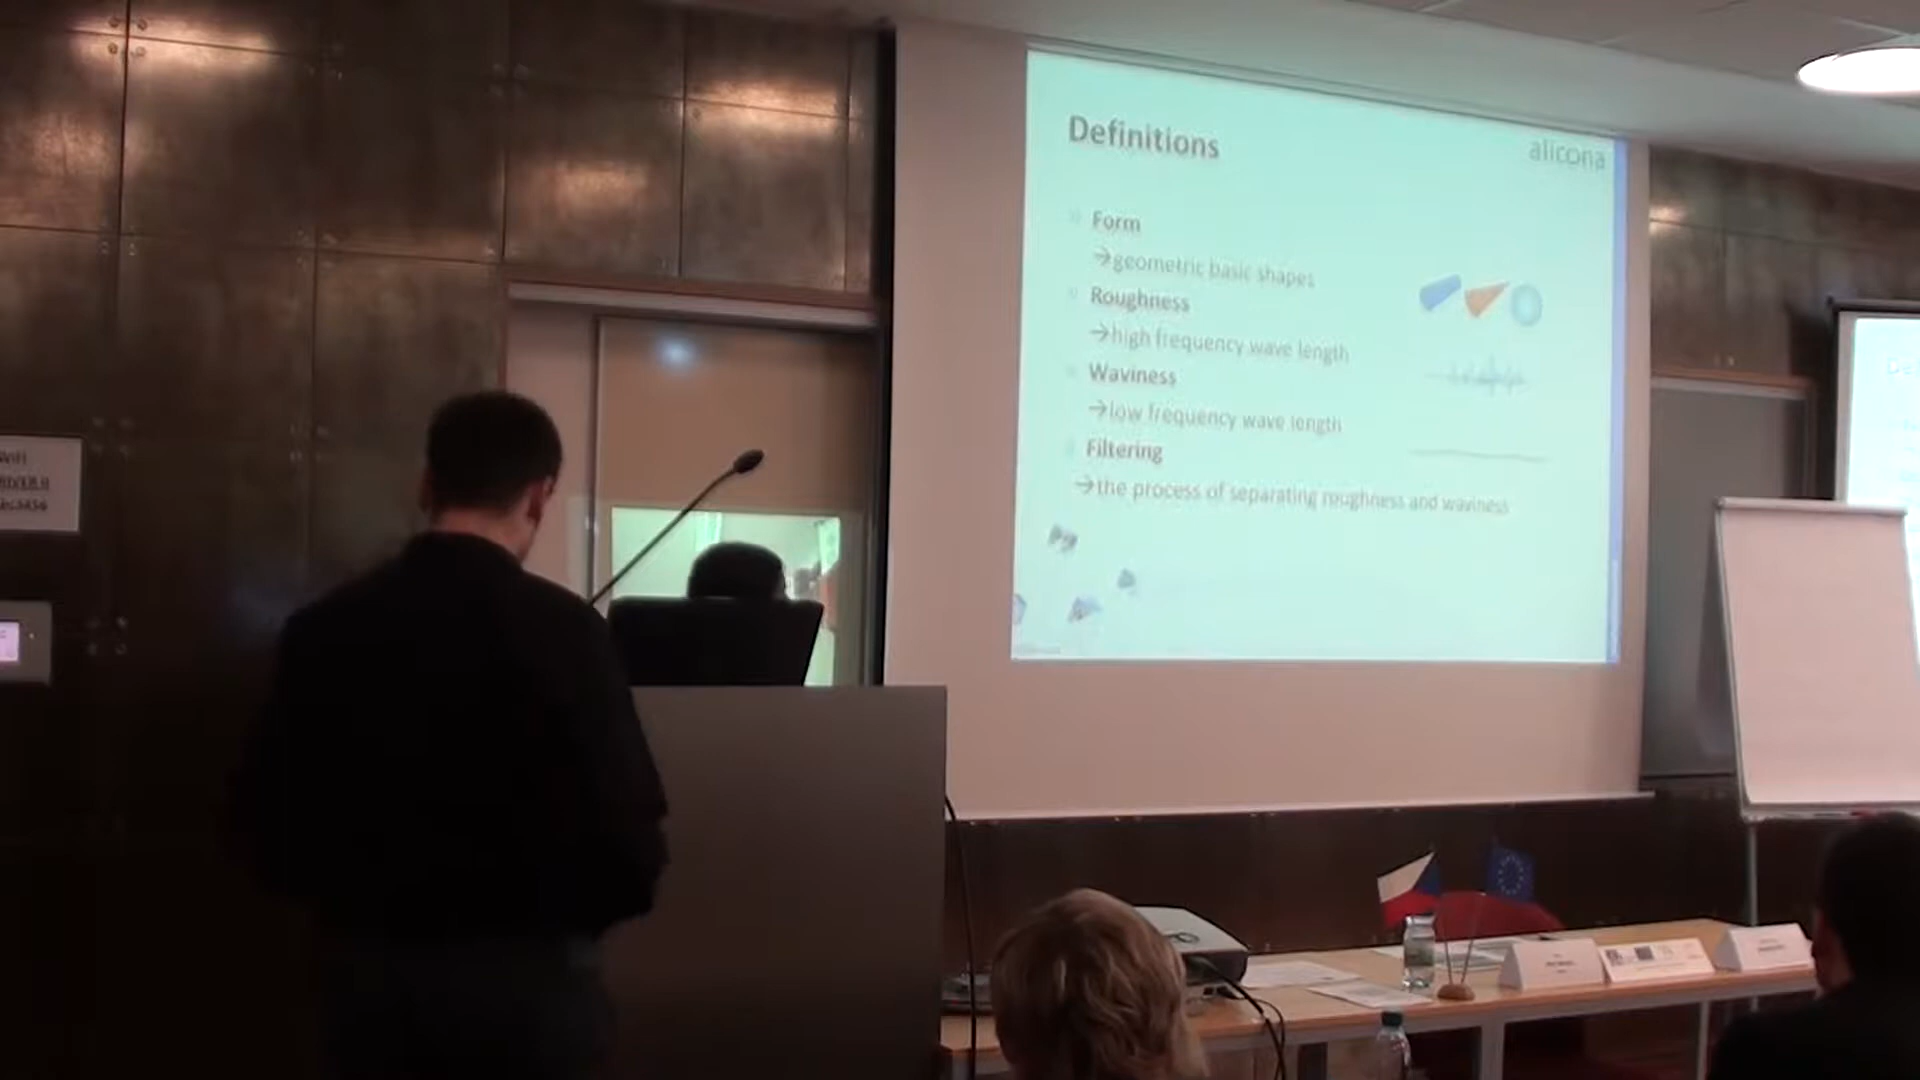 Definitions
alicona
Form
→geometric basic shapes
Roughness
→high frequency wave length
Waviness
→low frequency wave length
Filtering
→the process of separating roughness and waviness